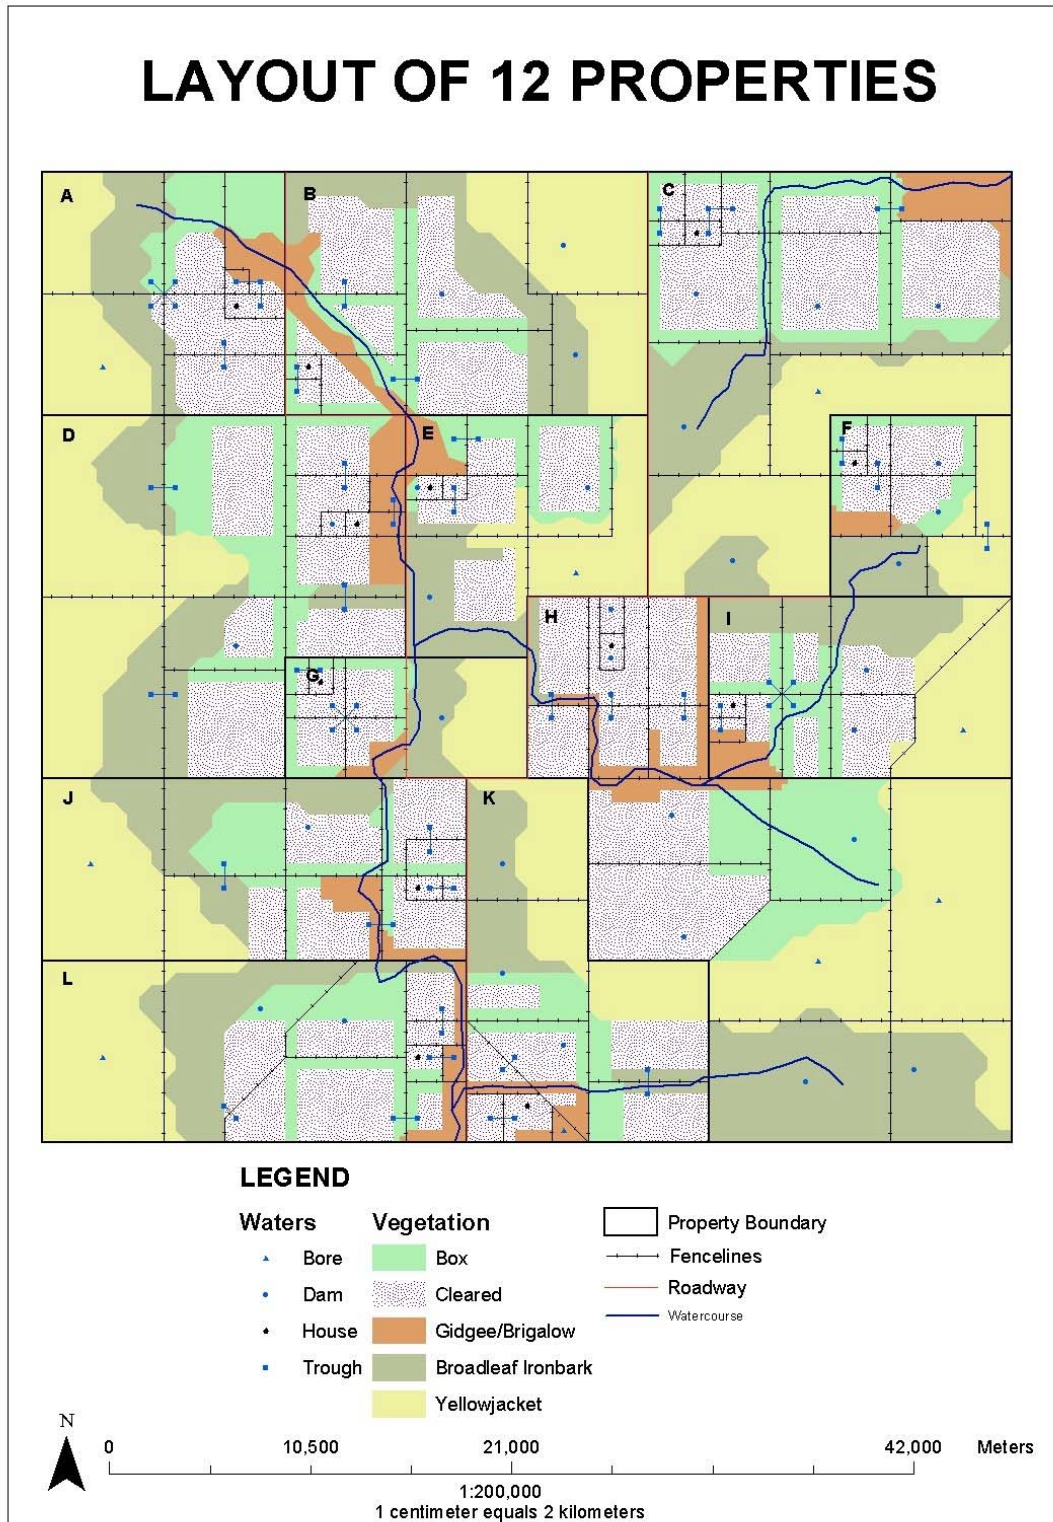 LAYOUT OF 12 PROPERTIES
A
B
C
D
E
F
G
H
I
J
K
L
LEGEND
Waters
Bore
Dam
House
Trough
Vegetation
Box
Cleared
Gidgee/Brigalow
Broadleaf Ironbark
Yellowjacket
Property Boundary
Fencelines
Roadway
Watercourse
N
0 10,500 21,000 42,000 Meters
1:200,000
1 centimeter equals 2 kilometers